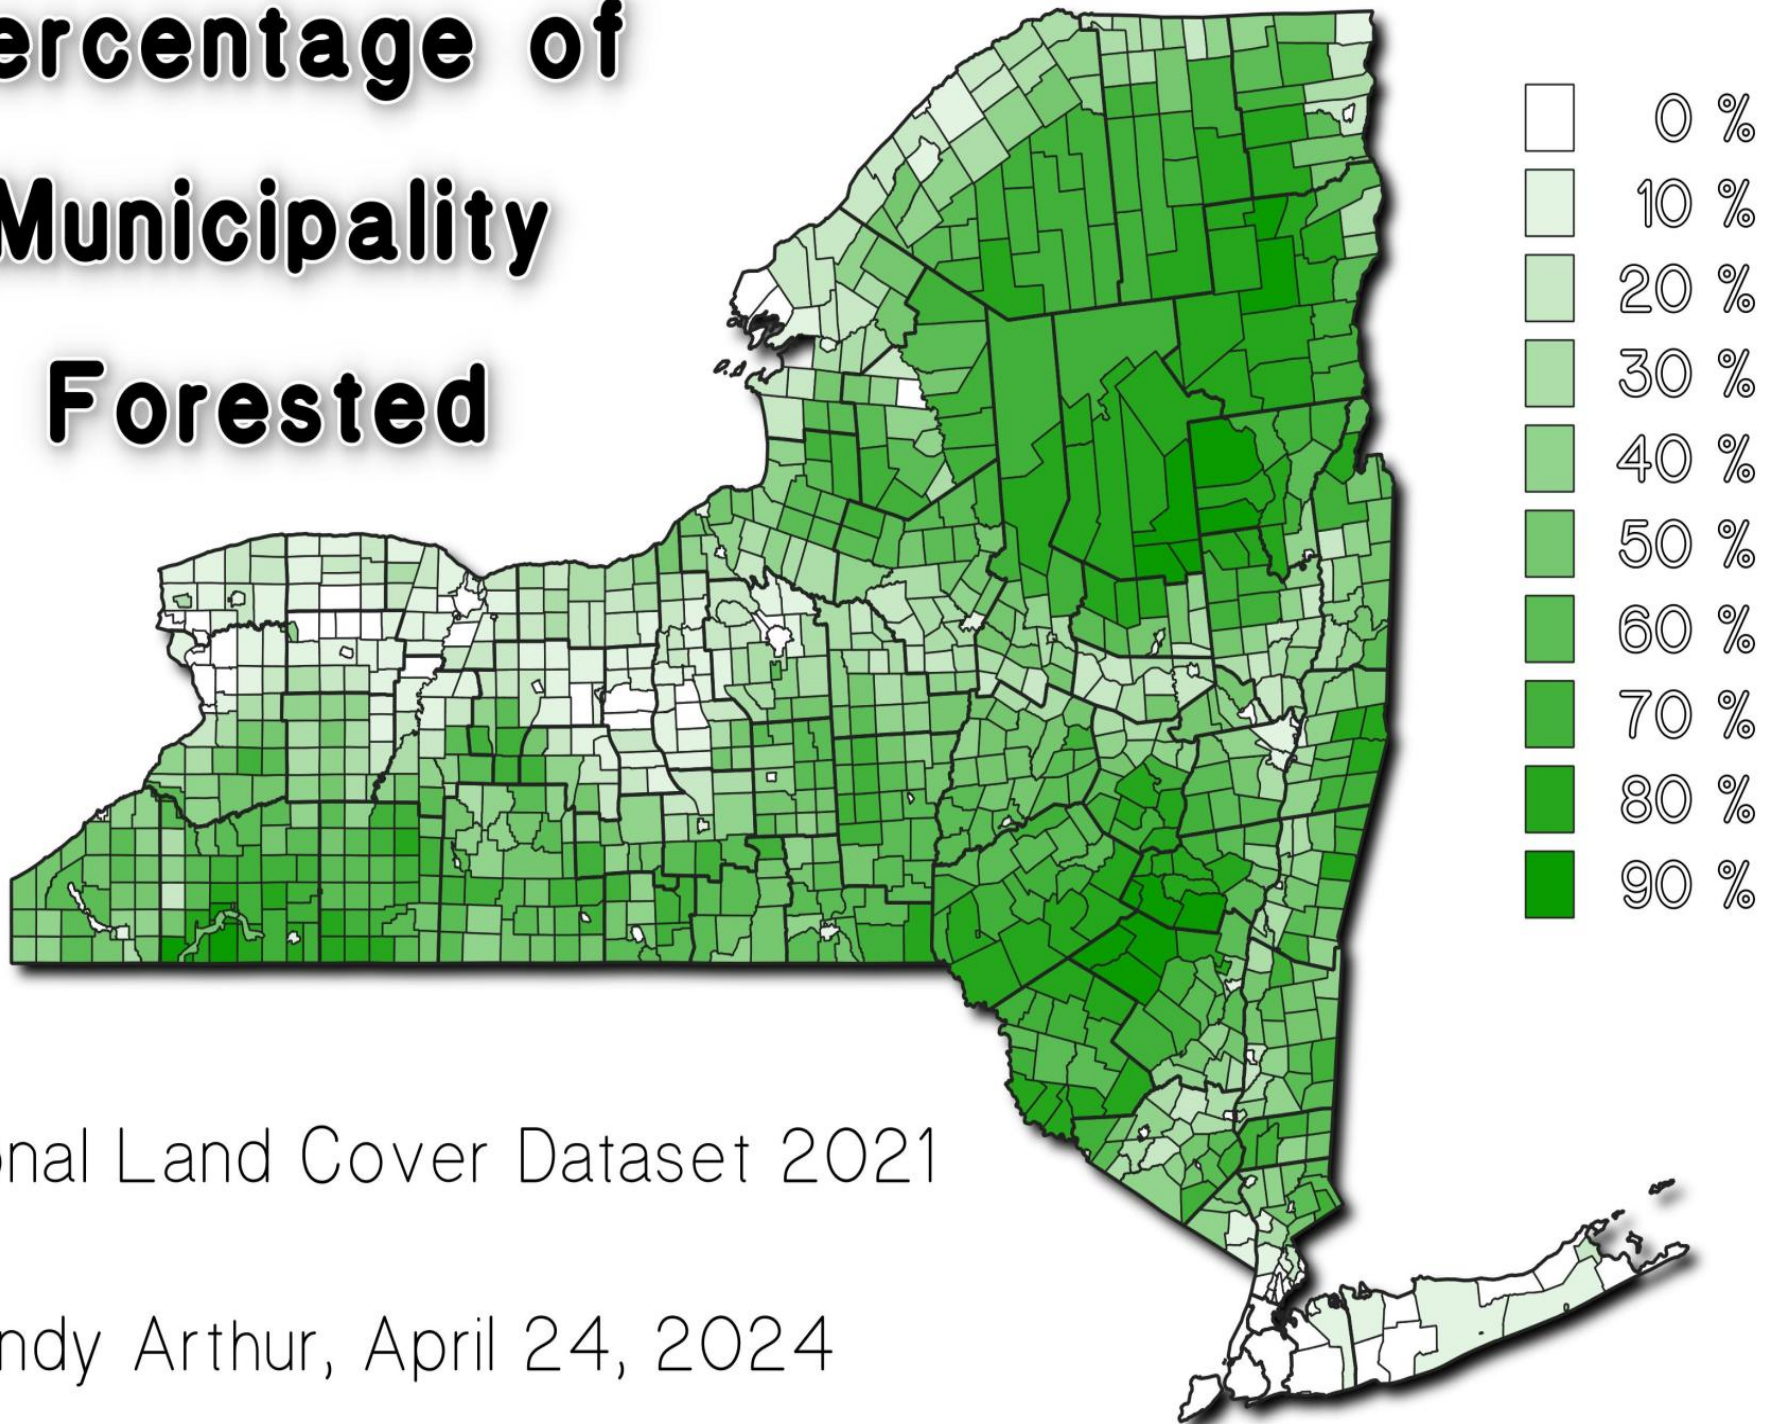 ercentage of
Municipality
Forested
0 %
10 %
20 %
30 %
40 %
50 %
60 %
70 %
80 %
90 %
onal Land Cover Dataset 2021
ndy Arthur, April 24, 2024